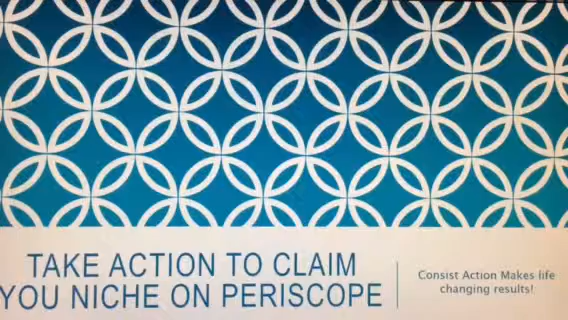 TAKE ACTION TO CLAIM
YOU NICHE ON PERISCOPE
Consist Action Makes life
changing results!